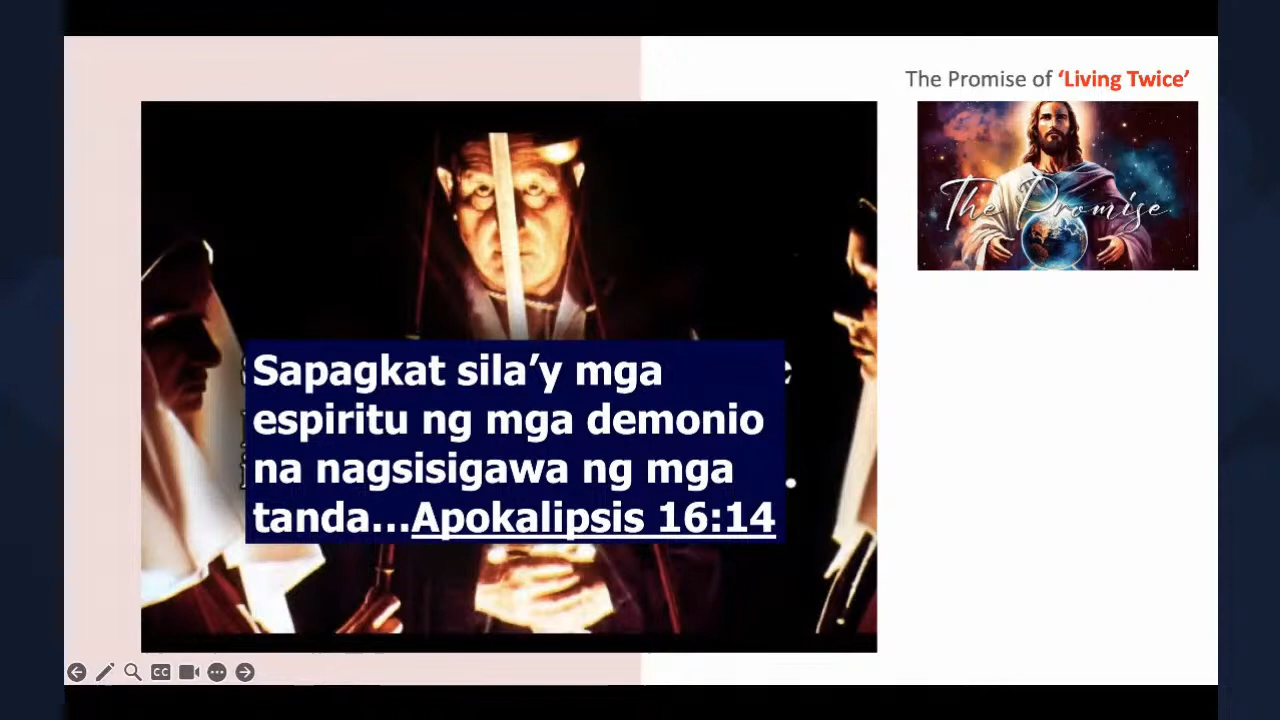 The Promise of ‘Living Twice’
The Promise
Sapagkat sila’y mga
espiritu ng mga demonio
na nagsisigawa ng mga
tanda...Apokalipsis 16:14
CC